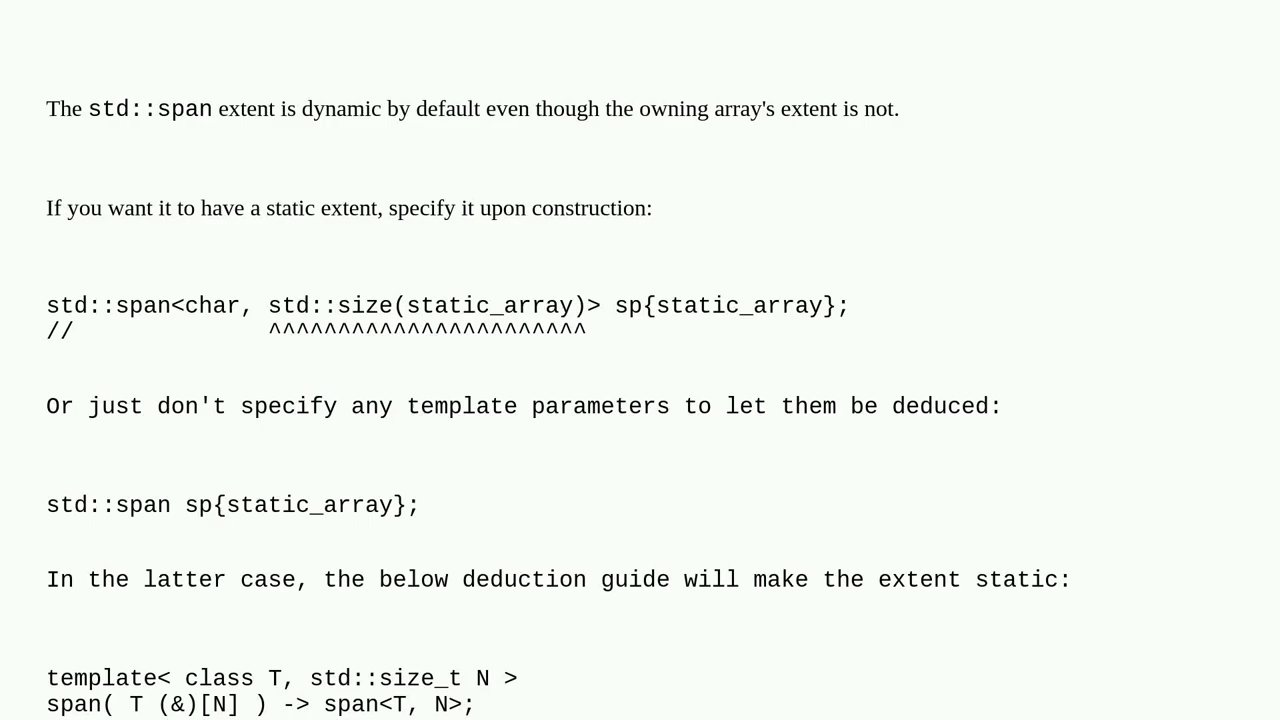 The std::span extent is dynamic by default even though the owning array's extent is not.
If you want it to have a static extent, specify it upon construction:
std::span<char, std::size(static_array)> sp{static_array};
//              ^^^^^^^^^^^^^^^^^^^^^^^
Or just don't specify any template parameters to let them be deduced:
std::span sp{static_array};
In the latter case, the below deduction guide will make the extent static:
template< class T, std::size_t N >
span( T (&)[N] ) -> span<T, N>;